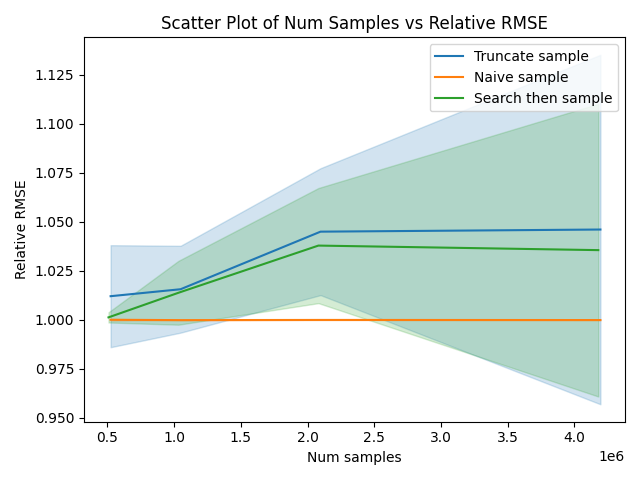 Scatter Plot of Num Samples vs Relative RMSE
Truncate sample
Naive sample
Search then sample
Relative RMSE
1.125
1.100
1.075
1.050
1.025
1.000
0.975
0.950
0.5 1.0 1.5 2.0 2.5 3.0 3.5 4.0
1e6
Num samples